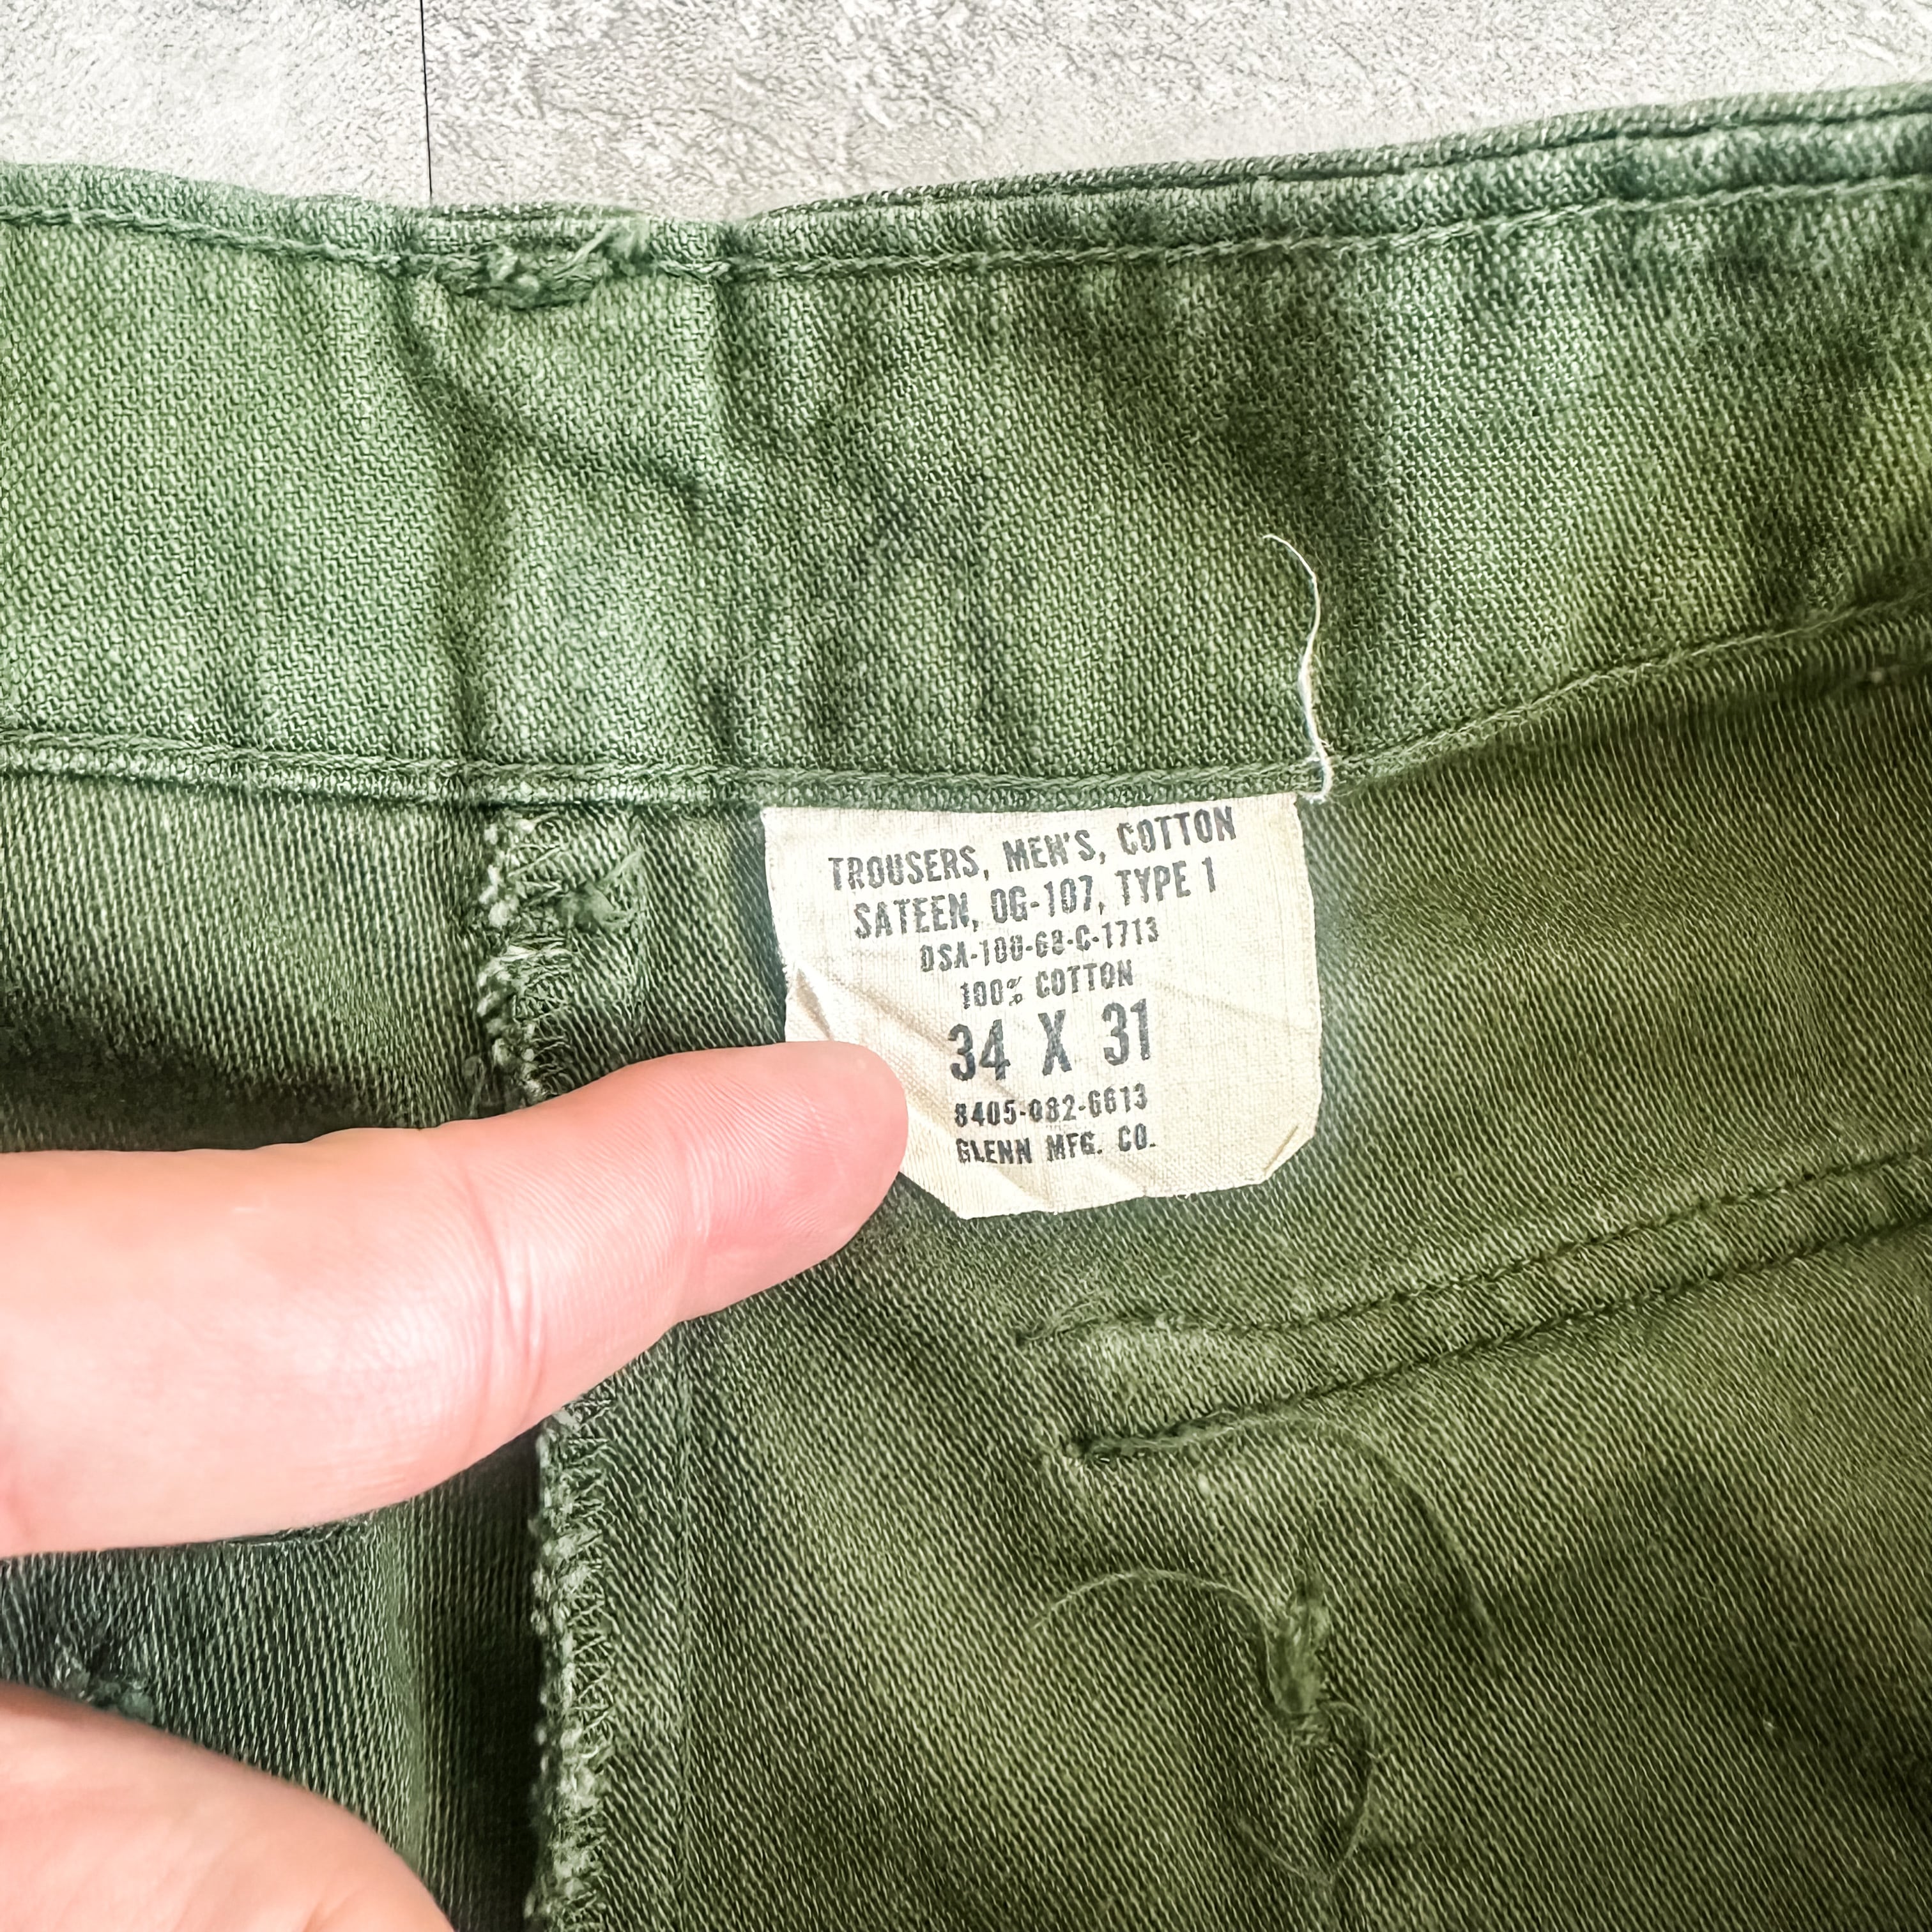 TROUSERS, MEN'S, COTTON
SATEEN, OG-107, TYPE 1
DSA-100-68-C-1713
100% COTTON
34 X 31
8405-082-6613
GLENN MFG. CO.